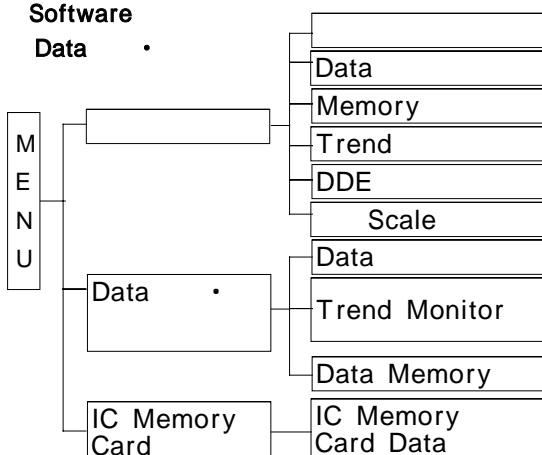 Software
Data ・
MENU
Data
Memory
Trend
DDE
Scale
Data ・
Data
Trend Monitor
Data Memory
IC Memory
Card
IC Memory
Card Data